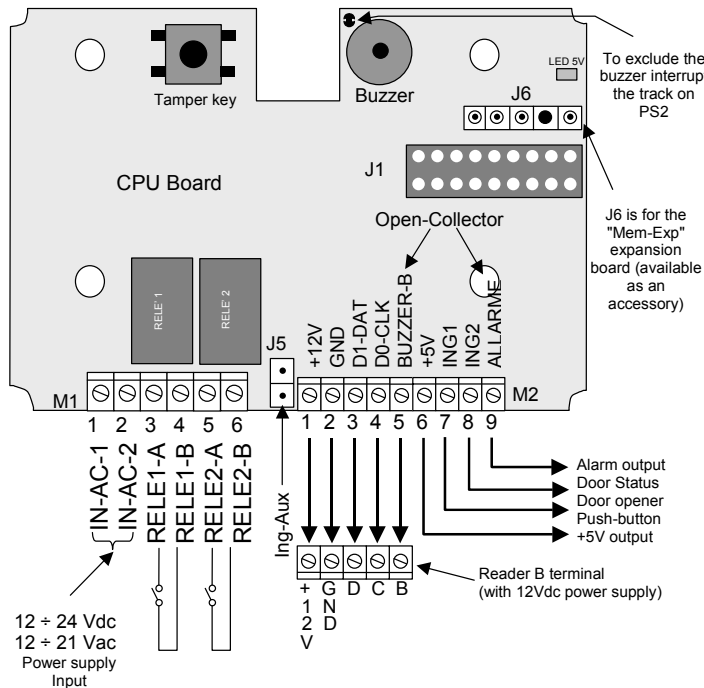 To exclude the
buzzer interrup
the track on
PS2
LED 5V
Tamper key
Buzzer
J6
J1
CPU Board
Open-Collector
J6 is for the
"Mem-Exp"
expansion
board (available
as an
accessory)
RELE' 1
RELE' 2
J5
+12V
GND
D1-DAT
D0-CLK
BUZZER-B
+5V
ING1
ING2
ALLARME
M1
M2
1 2 3 4 5 6
1 2 3 4 5 6 7 8 9
IN-AC-1
IN-AC-2
RELE1-A
RELE1-B
RELE2-A
RELE2-B
Ing-Aux
Alarm output
Door Status
Door opener
Push-button
+5V output
+12V
GND
D
C
B
Reader B terminal
(with 12Vdc power supply)
12 ÷ 24 Vdc
12 ÷ 21 Vac
Power supply
Input